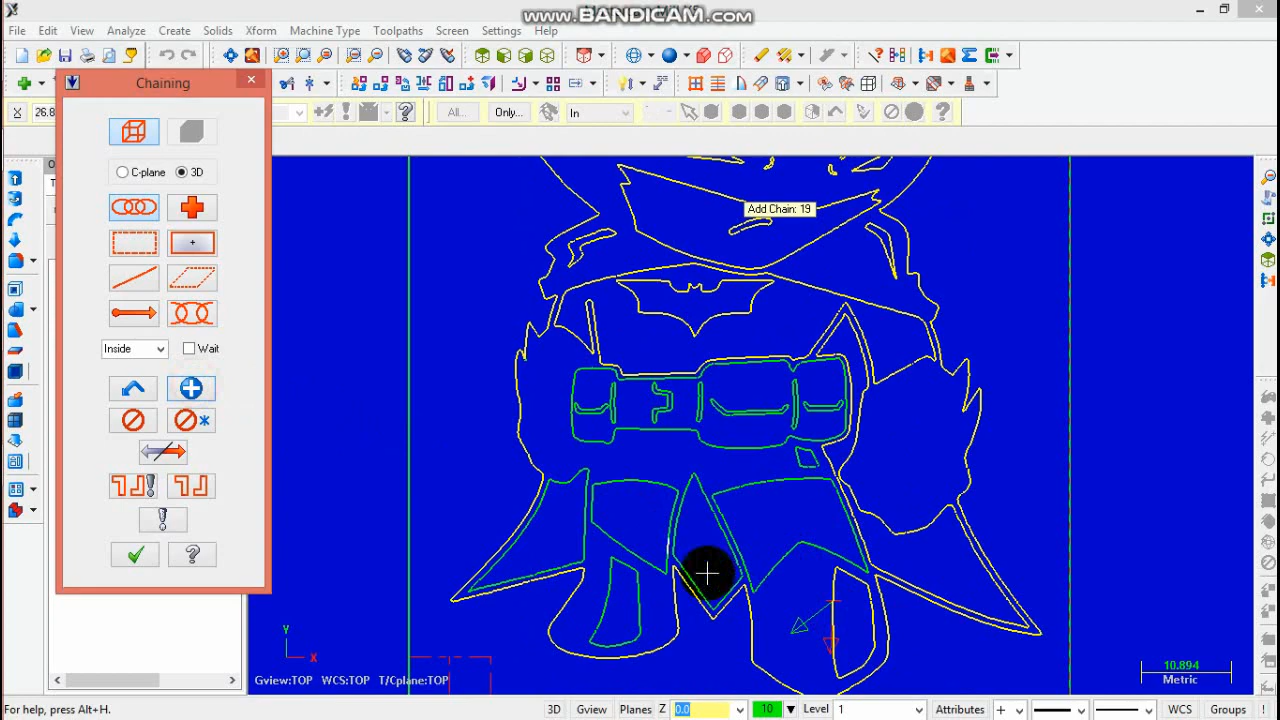 www.BANDICAM.com
File Edit View Analyze Create Solids Xform Machine Type Toolpaths Screen Settings Help
Chaining
26.8
All... Only... In
C-plane 3D
Add Chain: 19
Inside Wait
Y
X
10.894
Metric
Gview:TOP WCS:TOP T/Cplane:TOP
For help, press Alt+H. 3D Gview Planes Z 0.0 10 Level 1 Attributes WCS Groups